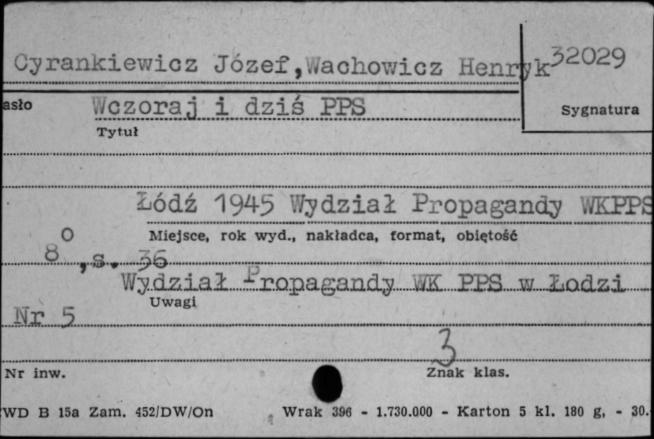 Cyrankiewicz Józef,Wachowicz Henryk 32029
asło Wczoraj i dziś PPS Sygnatura
Tytuł
Łódź 1945 Wydział Propagandy WKPPS
Miejsce, rok wyd., nakładca, format, objętość
8° ,s. 36
Wydział Propagandy WK PPS w Łodzi
Uwagi
Nr 5
3
Nr inw. Znak klas.
WD B 15a Zam. 452/DW/On Wrak 396 - 1.730.000 - Karton 5 kl. 180 g, - 30.